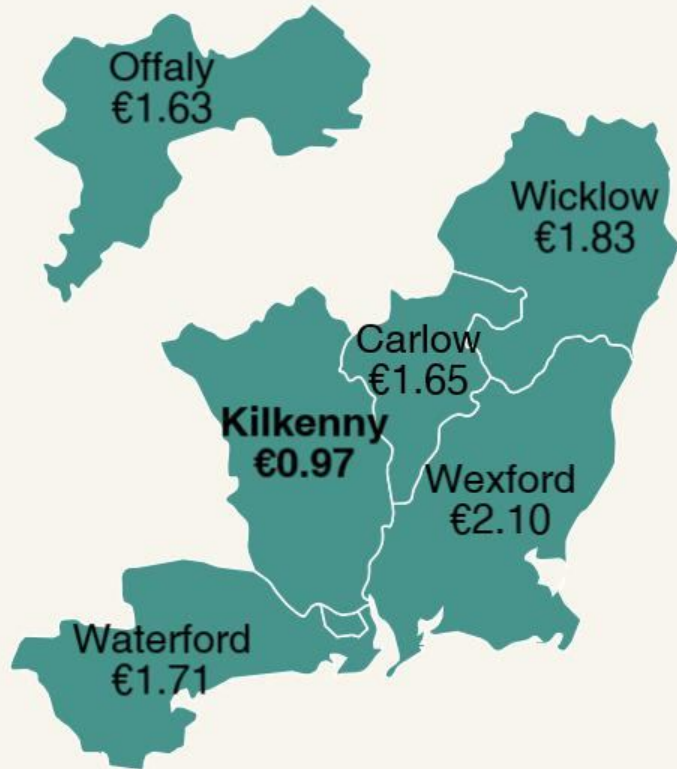 Offaly
€1.63
Wicklow
€1.83
Carlow
€1.65
Kilkenny
€0.97
Wexford
€2.10
Waterford
€1.71